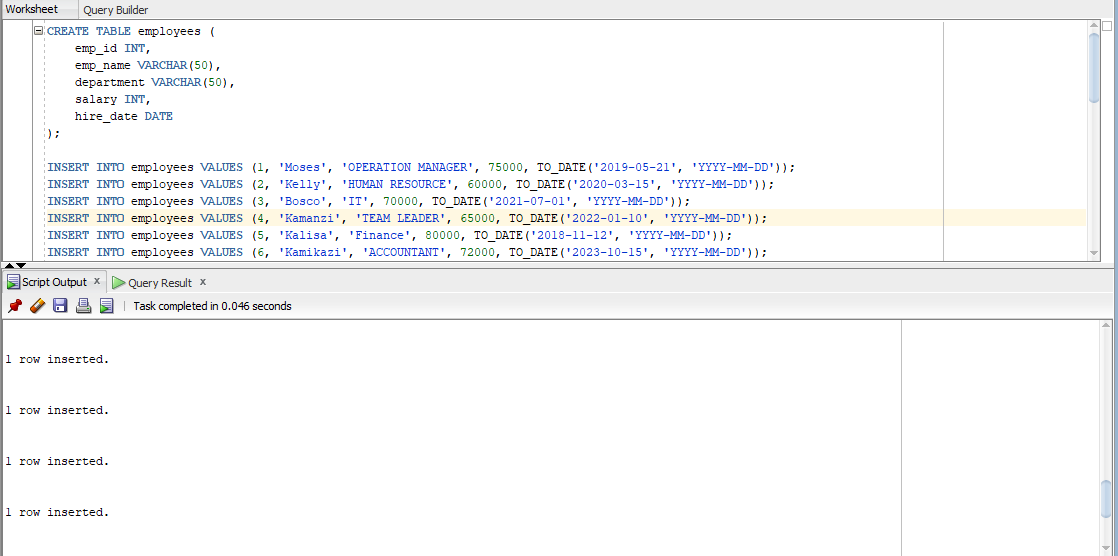 Worksheet Query Builder
CREATE TABLE employees (
emp_id INT,
emp_name VARCHAR(50),
department VARCHAR(50),
salary INT,
hire_date DATE
);
INSERT INTO employees VALUES (1, 'Moses', 'OPERATION MANAGER', 75000, TO_DATE('2019-05-21', 'YYYY-MM-DD'));
INSERT INTO employees VALUES (2, 'Kelly', 'HUMAN RESOURCE', 60000, TO_DATE('2020-03-15', 'YYYY-MM-DD'));
INSERT INTO employees VALUES (3, 'Bosco', 'IT', 70000, TO_DATE('2021-07-01', 'YYYY-MM-DD'));
INSERT INTO employees VALUES (4, 'Kamanzi', 'TEAM LEADER', 65000, TO_DATE('2022-01-10', 'YYYY-MM-DD'));
INSERT INTO employees VALUES (5, 'Kalisa', 'Finance', 80000, TO_DATE('2018-11-12', 'YYYY-MM-DD'));
INSERT INTO employees VALUES (6, 'Kamikazi', 'ACCOUNTANT', 72000, TO_DATE('2023-10-15', 'YYYY-MM-DD'));
Script Output x Query Result x
Task completed in 0.046 seconds
1 row inserted.
1 row inserted.
1 row inserted.
1 row inserted.